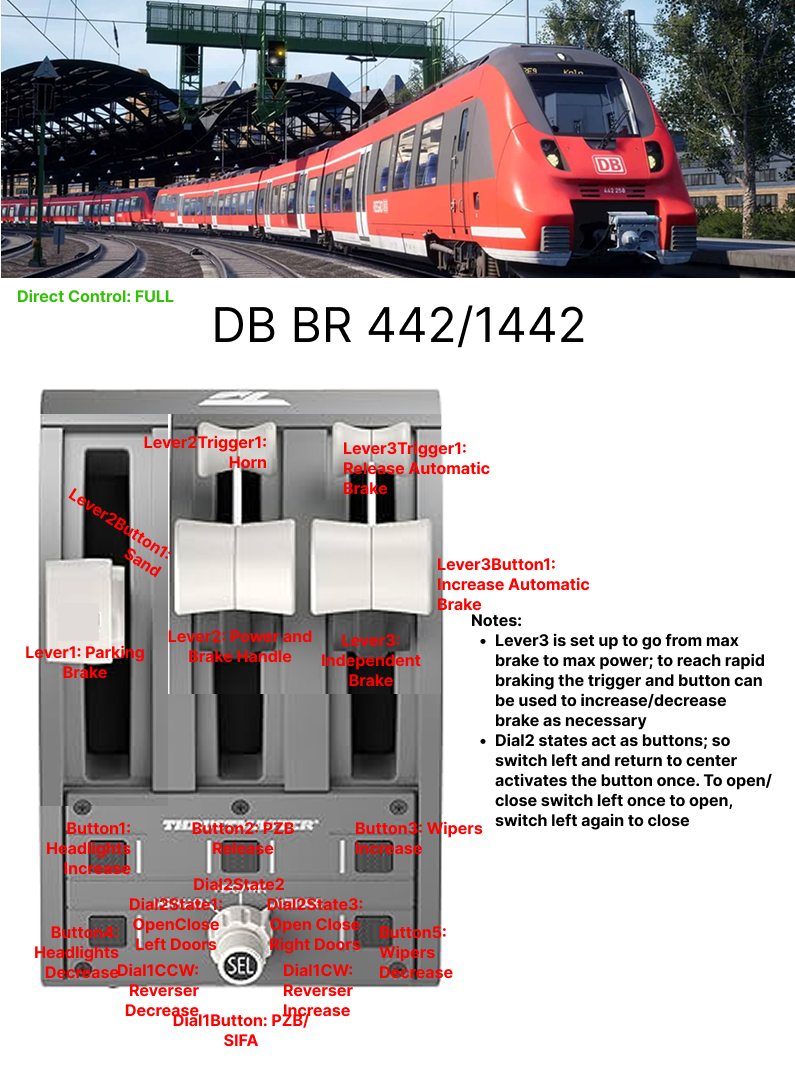 Köln
DB
442 258
Direct Control: FULL
DB BR 442/1442
Lever2Trigger1:
Horn
Lever3Trigger1:
Release Automatic
Brake
Lever2Button1:
Sand
Lever3Button1:
Increase Automatic
Brake
Lever1: Parking
Brake
Lever2: Power and
Brake Handle
Lever3:
Independent
Brake
Notes:
• Lever3 is set up to go from max
brake to max power; to reach rapid
braking the trigger and button can
be used to increase/decrease
brake as necessary
• Dial2 states act as buttons; so
switch left and return to center
activates the button once. To open/
close switch left once to open,
switch left again to close
THRUSTMASTER
Button1:
Headlights
Increase
Button2: PZB
Release
Button3: Wipers
Increase
Dial2State2
Dial2State1:
OpenClose
Left Doors
Dial2State3:
Open Close
Right Doors
Button4:
Headlights
Decrease
Button5:
Wipers
Decrease
SEL
Dial1CCW:
Reverser
Decrease
Dial1CW:
Reverser
Increase
Dial1Button: PZB/
SIFA